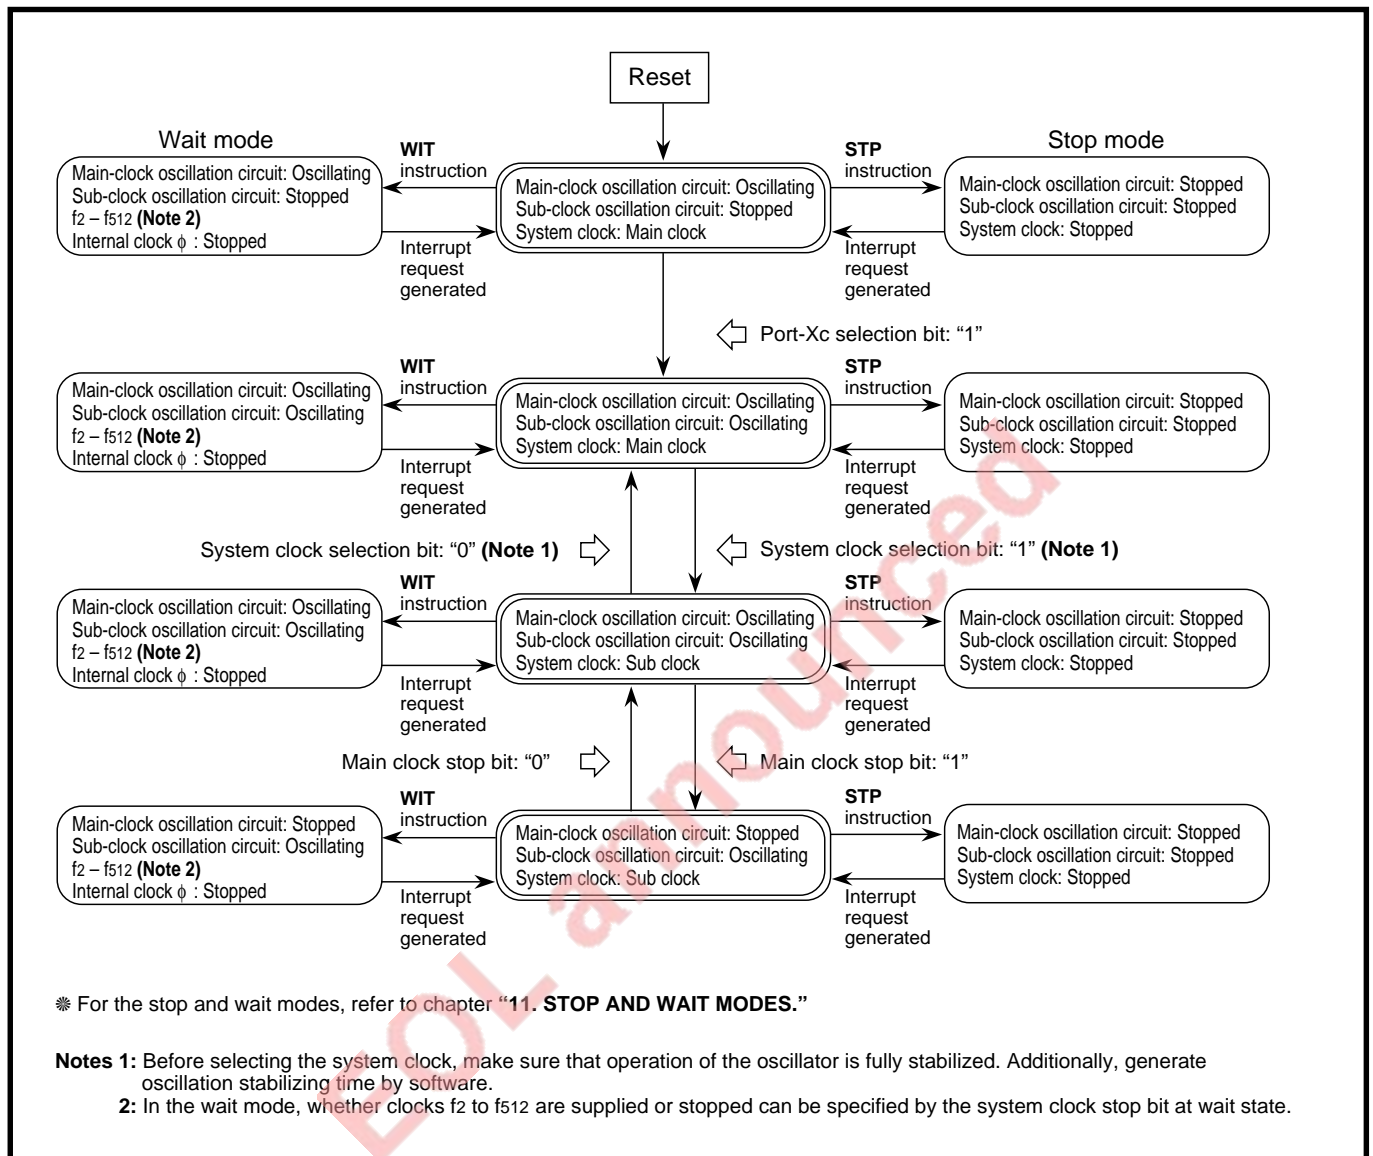 Reset
Wait mode
Stop mode
WIT
instruction
STP
instruction
Main-clock oscillation circuit: Oscillating
Sub-clock oscillation circuit: Stopped
f2 – f512 (Note 2)
Internal clock ϕ : Stopped
Main-clock oscillation circuit: Oscillating
Sub-clock oscillation circuit: Stopped
System clock: Main clock
Main-clock oscillation circuit: Stopped
Sub-clock oscillation circuit: Stopped
System clock: Stopped
Interrupt
request
generated
Interrupt
request
generated
Port-Xc selection bit: “1”
WIT
instruction
STP
instruction
Main-clock oscillation circuit: Oscillating
Sub-clock oscillation circuit: Oscillating
f2 – f512 (Note 2)
Internal clock ϕ : Stopped
Main-clock oscillation circuit: Oscillating
Sub-clock oscillation circuit: Oscillating
System clock: Main clock
Main-clock oscillation circuit: Stopped
Sub-clock oscillation circuit: Stopped
System clock: Stopped
Interrupt
request
generated
Interrupt
request
generated
System clock selection bit: “0” (Note 1)
System clock selection bit: “1” (Note 1)
WIT
instruction
STP
instruction
Main-clock oscillation circuit: Oscillating
Sub-clock oscillation circuit: Oscillating
f2 – f512 (Note 2)
Internal clock ϕ : Stopped
Main-clock oscillation circuit: Oscillating
Sub-clock oscillation circuit: Oscillating
System clock: Sub clock
Main-clock oscillation circuit: Stopped
Sub-clock oscillation circuit: Stopped
System clock: Stopped
Interrupt
request
generated
Interrupt
request
generated
Main clock stop bit: “0”
Main clock stop bit: “1”
WIT
instruction
STP
instruction
Main-clock oscillation circuit: Stopped
Sub-clock oscillation circuit: Oscillating
f2 – f512 (Note 2)
Internal clock ϕ : Stopped
Main-clock oscillation circuit: Stopped
Sub-clock oscillation circuit: Oscillating
System clock: Sub clock
Main-clock oscillation circuit: Stopped
Sub-clock oscillation circuit: Stopped
System clock: Stopped
Interrupt
request
generated
Interrupt
request
generated
EOL announced
❋ For the stop and wait modes, refer to chapter “11. STOP AND WAIT MODES.”
Notes 1: Before selecting the system clock, make sure that operation of the oscillator is fully stabilized. Additionally, generate
oscillation stabilizing time by software.
2: In the wait mode, whether clocks f2 to f512 are supplied or stopped can be specified by the system clock stop bit at wait state.